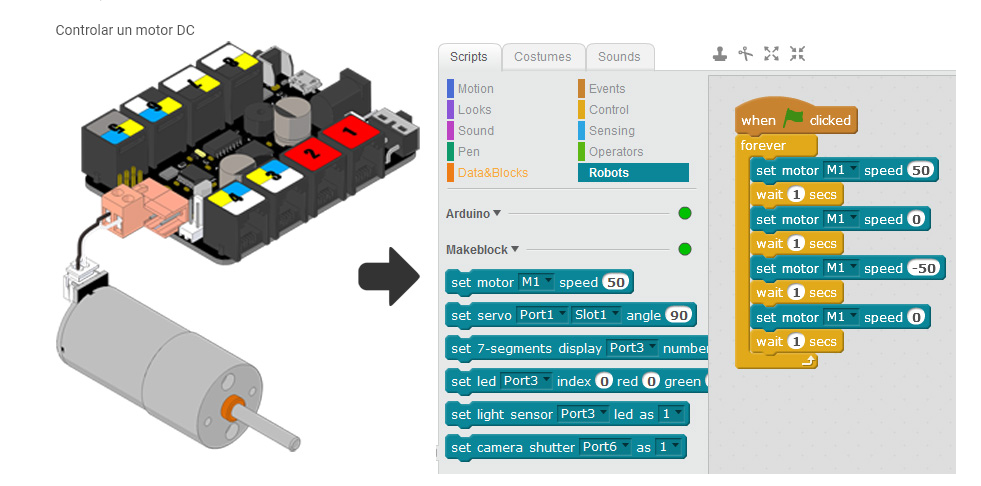 Controlar un motor DC
8
7
6
5
1
2
3
4
Scripts Costumes Sounds
Motion Events
Looks Control
Sound Sensing
Pen Operators
Data&Blocks Robots
Arduino
Makeblock
set motor M1 speed 50
set servo Port1 Slot1 angle 90
set 7-segments display Port3 number
set led Port3 index 0 red 0 green
set light sensor Port3 led as 1
set camera shutter Port6 as 1
when clicked
forever
set motor M1 speed 50
wait 1 secs
set motor M1 speed 0
wait 1 secs
set motor M1 speed -50
wait 1 secs
set motor M1 speed 0
wait 1 secs